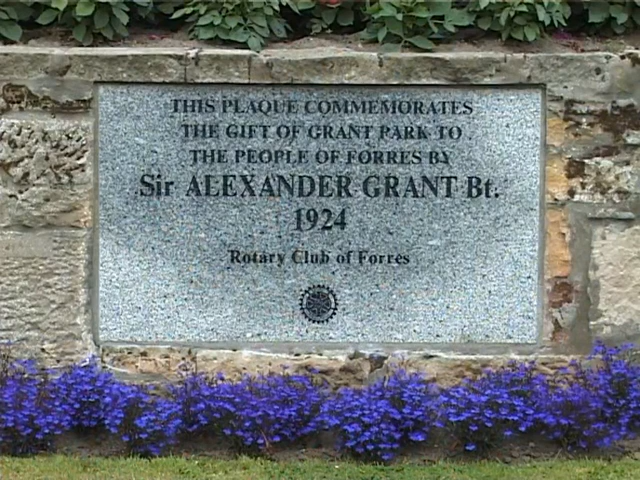 THIS PLAQUE COMMEMORATES
THE GIFT OF GRANT PARK TO
THE PEOPLE OF FORRES BY
Sir ALEXANDER GRANT Bt.
1924
Rotary Club of Forres